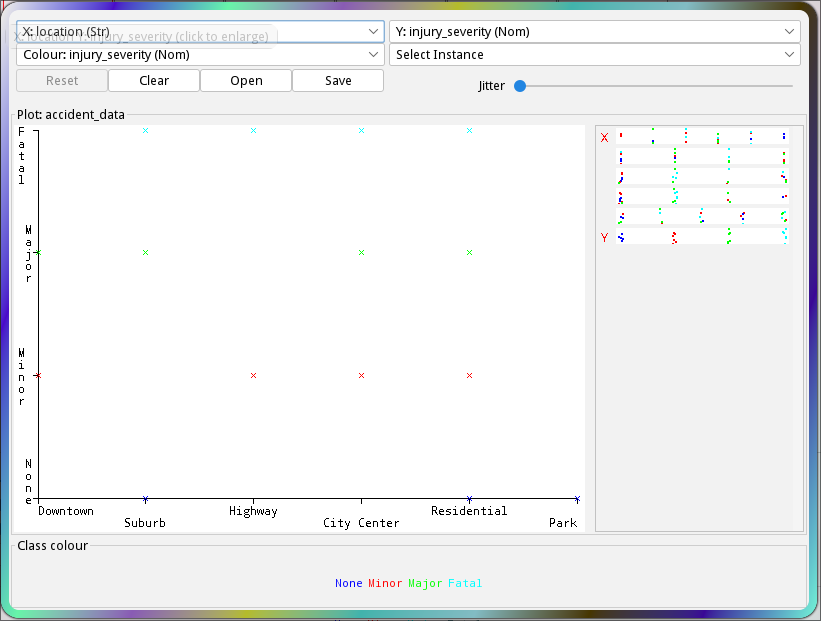 X: location (Str)
Y: injury_severity (Nom)
X: location Y: injury_severity (click to enlarge)
Colour: injury_severity (Nom)
Select Instance
Reset
Clear
Open
Save
Jitter
Plot: accident_data
Fatal
Major
Minor
None
Downtown
Suburb
Highway
City Center
Residential
Park
X
Y
Class colour
None Minor Major Fatal